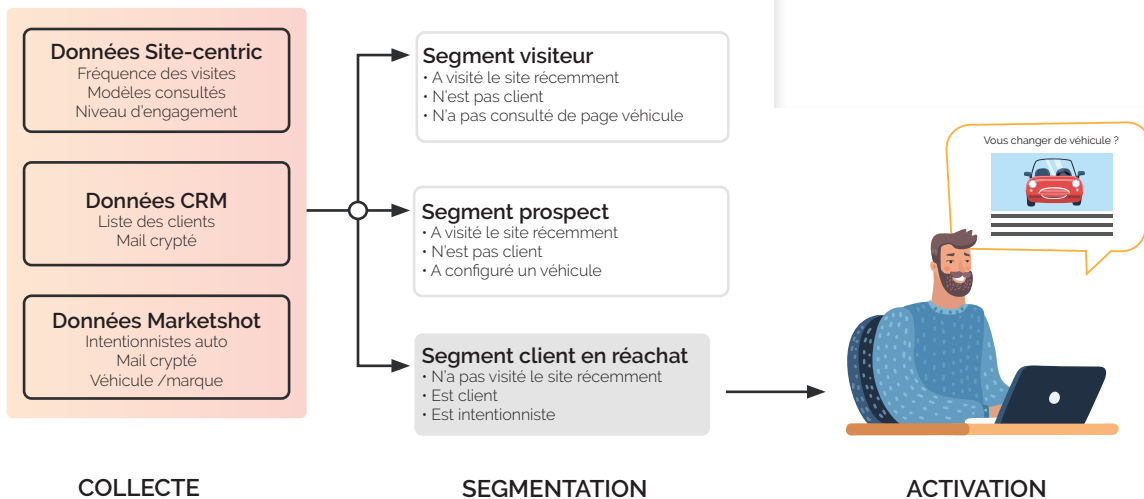 Données Site-centric
Fréquence des visites
Modèles consultés
Niveau d'engagement
Données CRM
Liste des clients
Mail crypté
Données Marketshot
Intentionnistes auto
Mail crypté
Véhicule /marque
COLLECTE
Segment visiteur
• A visité le site récemment
• N'est pas client
• N'a pas consulté de page véhicule
Segment prospect
• A visité le site récemment
• N'est pas client
• A configuré un véhicule
Segment client en réachat
• N'a pas visité le site récemment
• Est client
• Est intentionniste
SEGMENTATION
Vous changer de véhicule ?
ACTIVATION